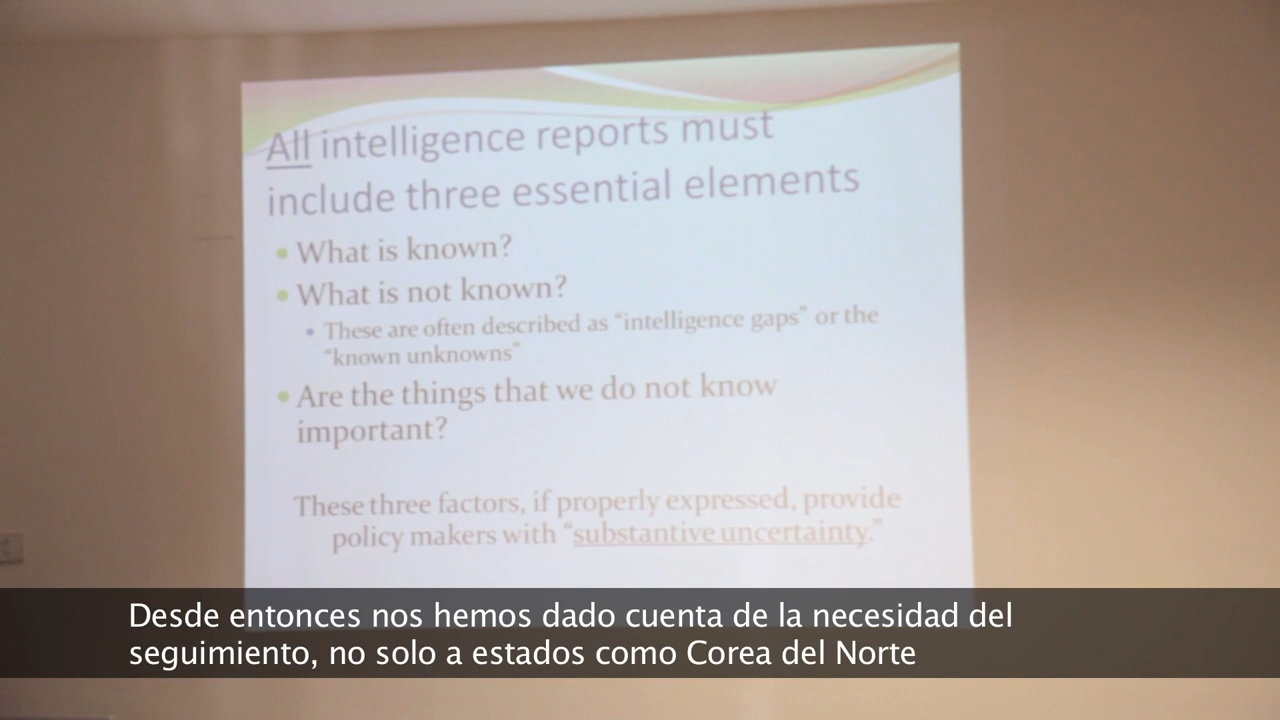 All intelligence reports must
include three essential elements
What is known?
What is not known?
These are often described as “intelligence gaps” or the
“known unknowns”
Are the things that we do not know
important?
These three factors, if properly expressed, provide
policy makers with “substantive uncertainty.”
Desde entonces nos hemos dado cuenta de la necesidad del
seguimiento, no solo a estados como Corea del Norte